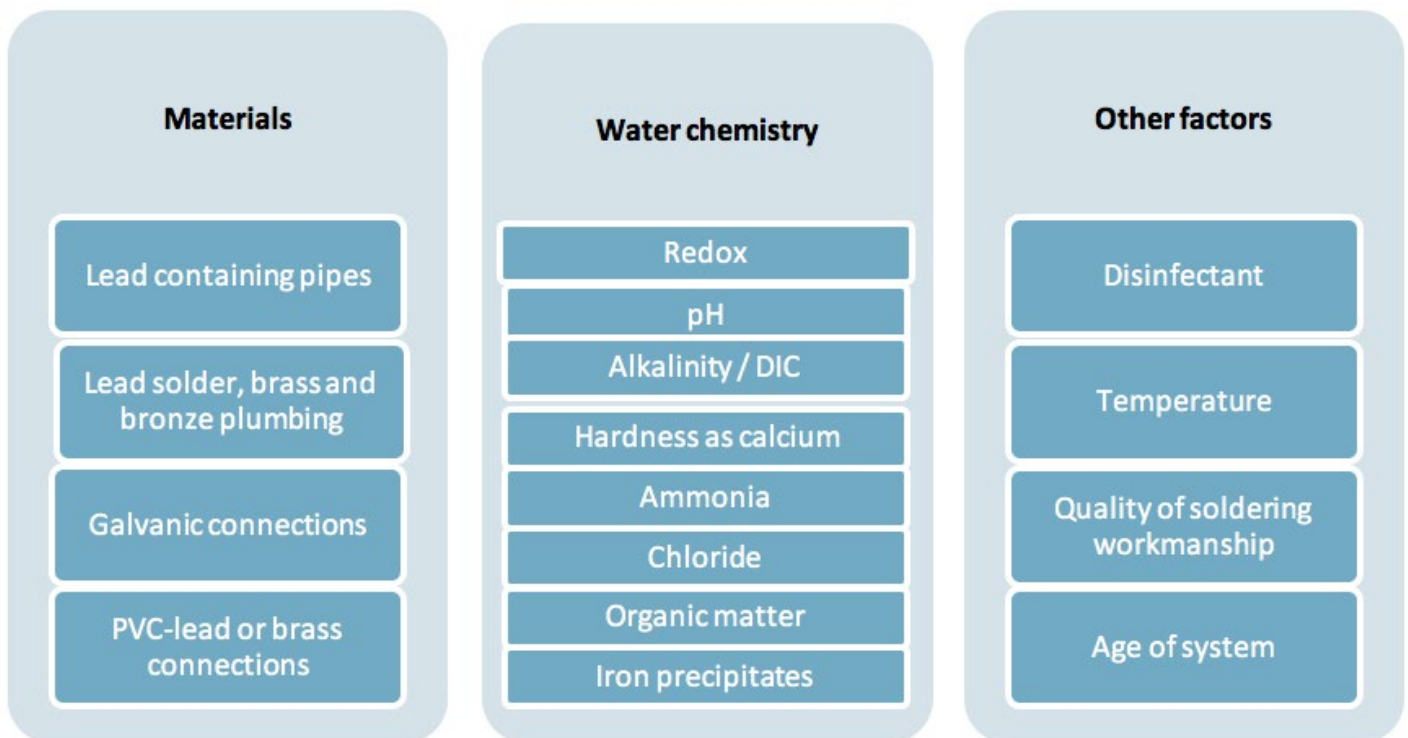 Materials
Lead containing pipes
Lead solder, brass and
bronze plumbing
Galvanic connections
PVC-lead or brass
connections
Water chemistry
Redox
pH
Alkalinity / DIC
Hardness as calcium
Ammonia
Chloride
Organic matter
Iron precipitates
Other factors
Disinfectant
Temperature
Quality of soldering
workmanship
Age of system